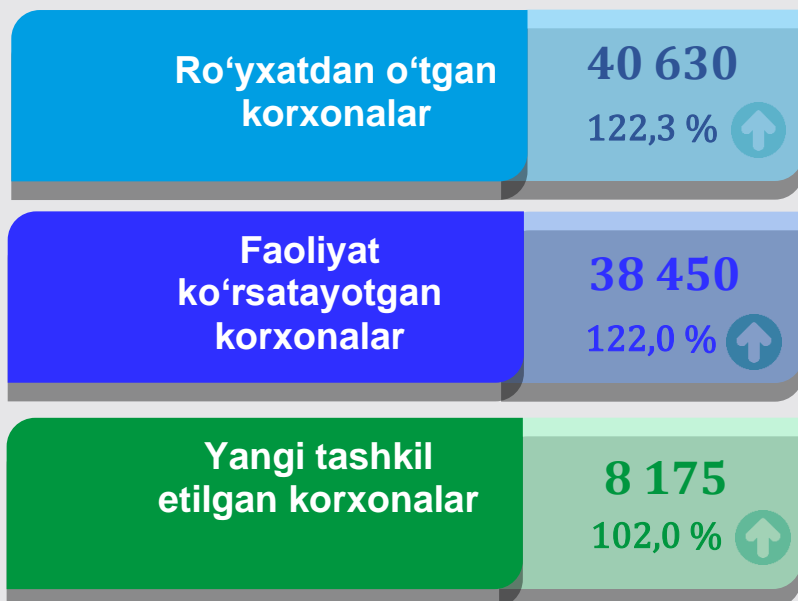 Ro‘yxatdan o‘tgan
korxonalar
40 630
122,3 %
Faoliyat
ko‘rsatayotgan
korxonalar
38 450
122,0 %
Yangi tashkil
etilgan korxonalar
8 175
102,0 %